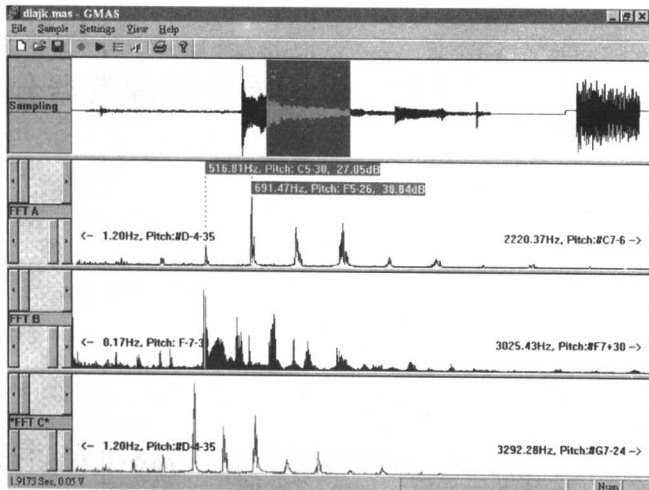 dlajk.mas - GMAS
File Sample Settings View Help
Sampling
516.81Hz, Pitch: C5-30, 27.05dB
691.47Hz, Pitch: F5-26, 38.84dB
FFT A
<- 1.20Hz, Pitch:#D-4-35
2220.37Hz, Pitch:#C7-6 ->
FFT B
<- 0.17Hz, Pitch: F-7-3
3025.43Hz, Pitch:#F7+30 ->
*FFT C*
<- 1.20Hz, Pitch:#D-4-35
3292.28Hz, Pitch:#G7-24 ->
1.9173 Sec, 0.05 V
Num